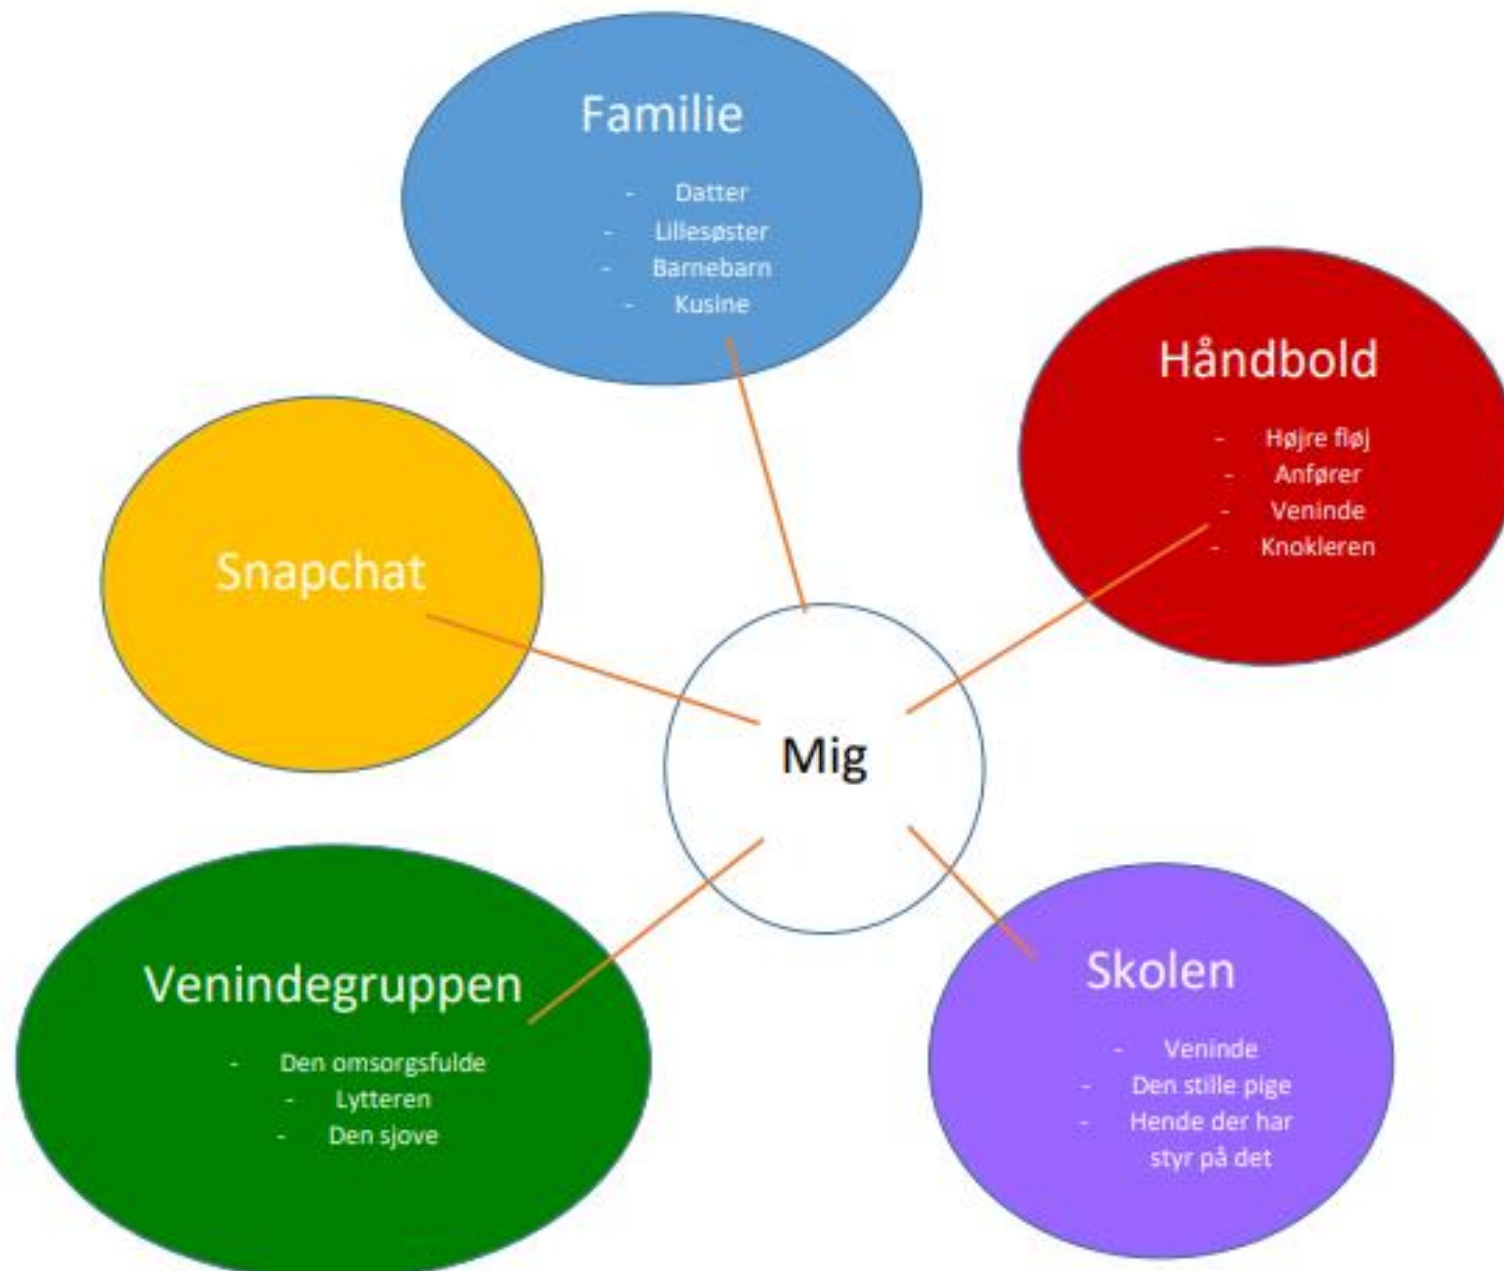 Familie
- Datter
- Lillesøster
- Barnebarn
- Kusine
Håndbold
- Højre fløj
- Anfører
- Veninde
- Knokleren
Snapchat
Mig
Venindegruppen
- Den omsorgsfulde
- Lytteren
- Den sjove
Skolen
- Veninde
- Den stille pige
- Hende der har
styr på det